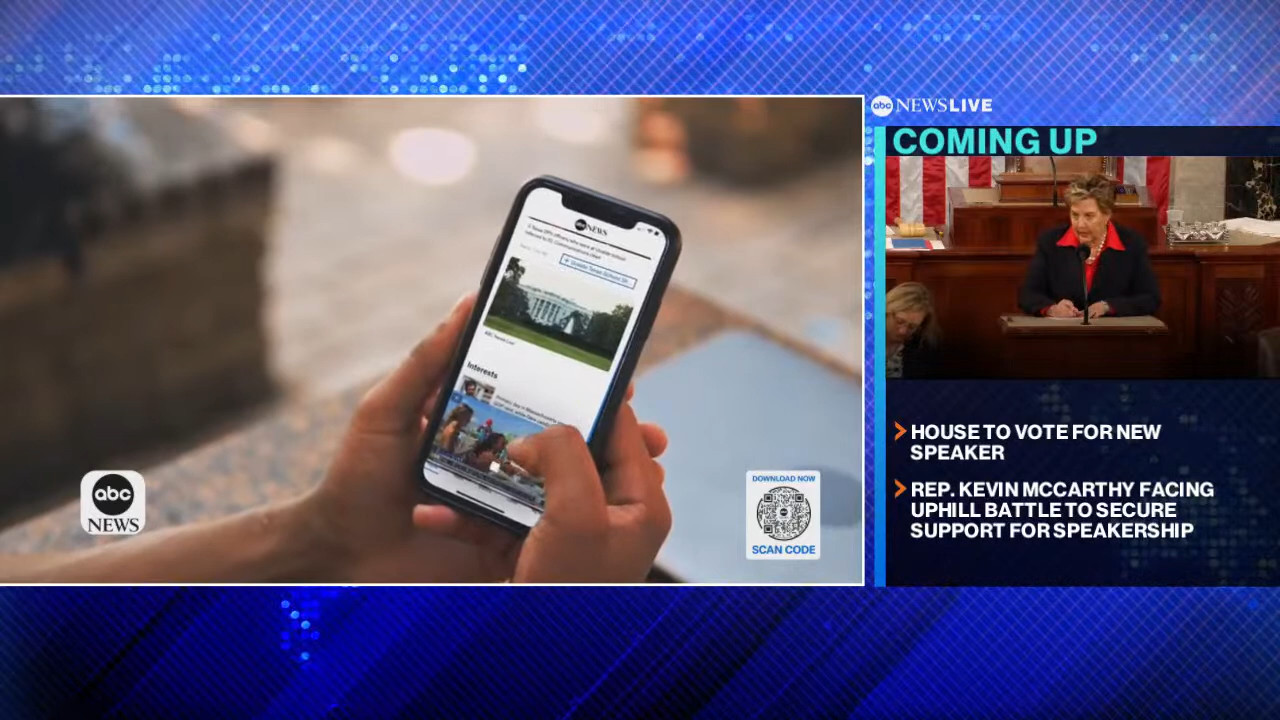 abc NEWS LIVE
COMING UP
HOUSE TO VOTE FOR NEW
SPEAKER
REP. KEVIN MCCARTHY FACING
UPHILL BATTLE TO SECURE
SUPPORT FOR SPEAKERSHIP
abc NEWS
Interests
abc
NEWS
DOWNLOAD NOW
SCAN CODE